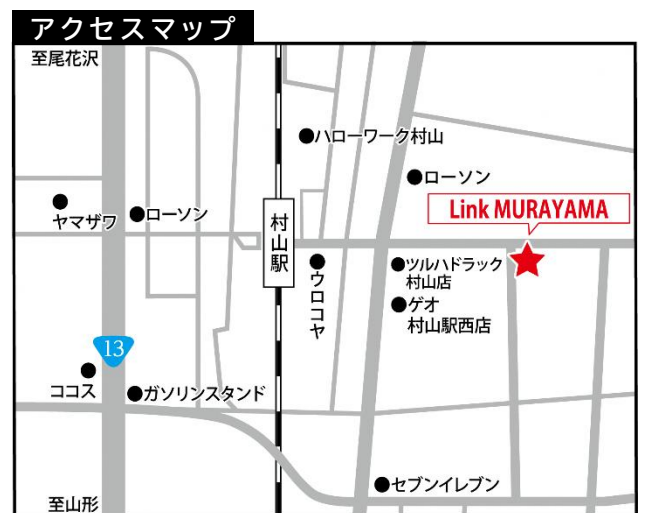 アクセスマップ
至尾花沢
ハローワーク村山
ローソン
ヤマザワ
ローソン
Link MURAYAMA
村山駅
ツルハドラック
村山店
ウロコヤ
ゲオ
村山駅西店
13
ココス
ガソリンスタンド
セブンイレブン
至山形